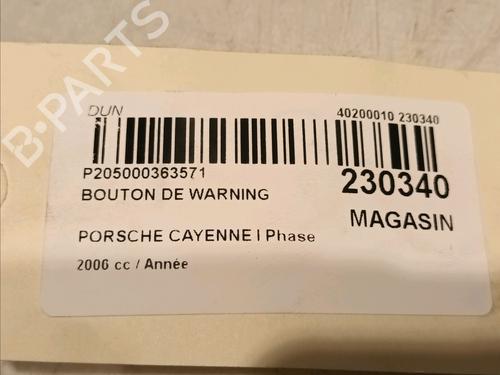 DUN
40200010 230340
P205000363571
230340
BOUTON DE WARNING
MAGASIN
PORSCHE CAYENNE I Phase
2006 cc / Année
B-PARTS